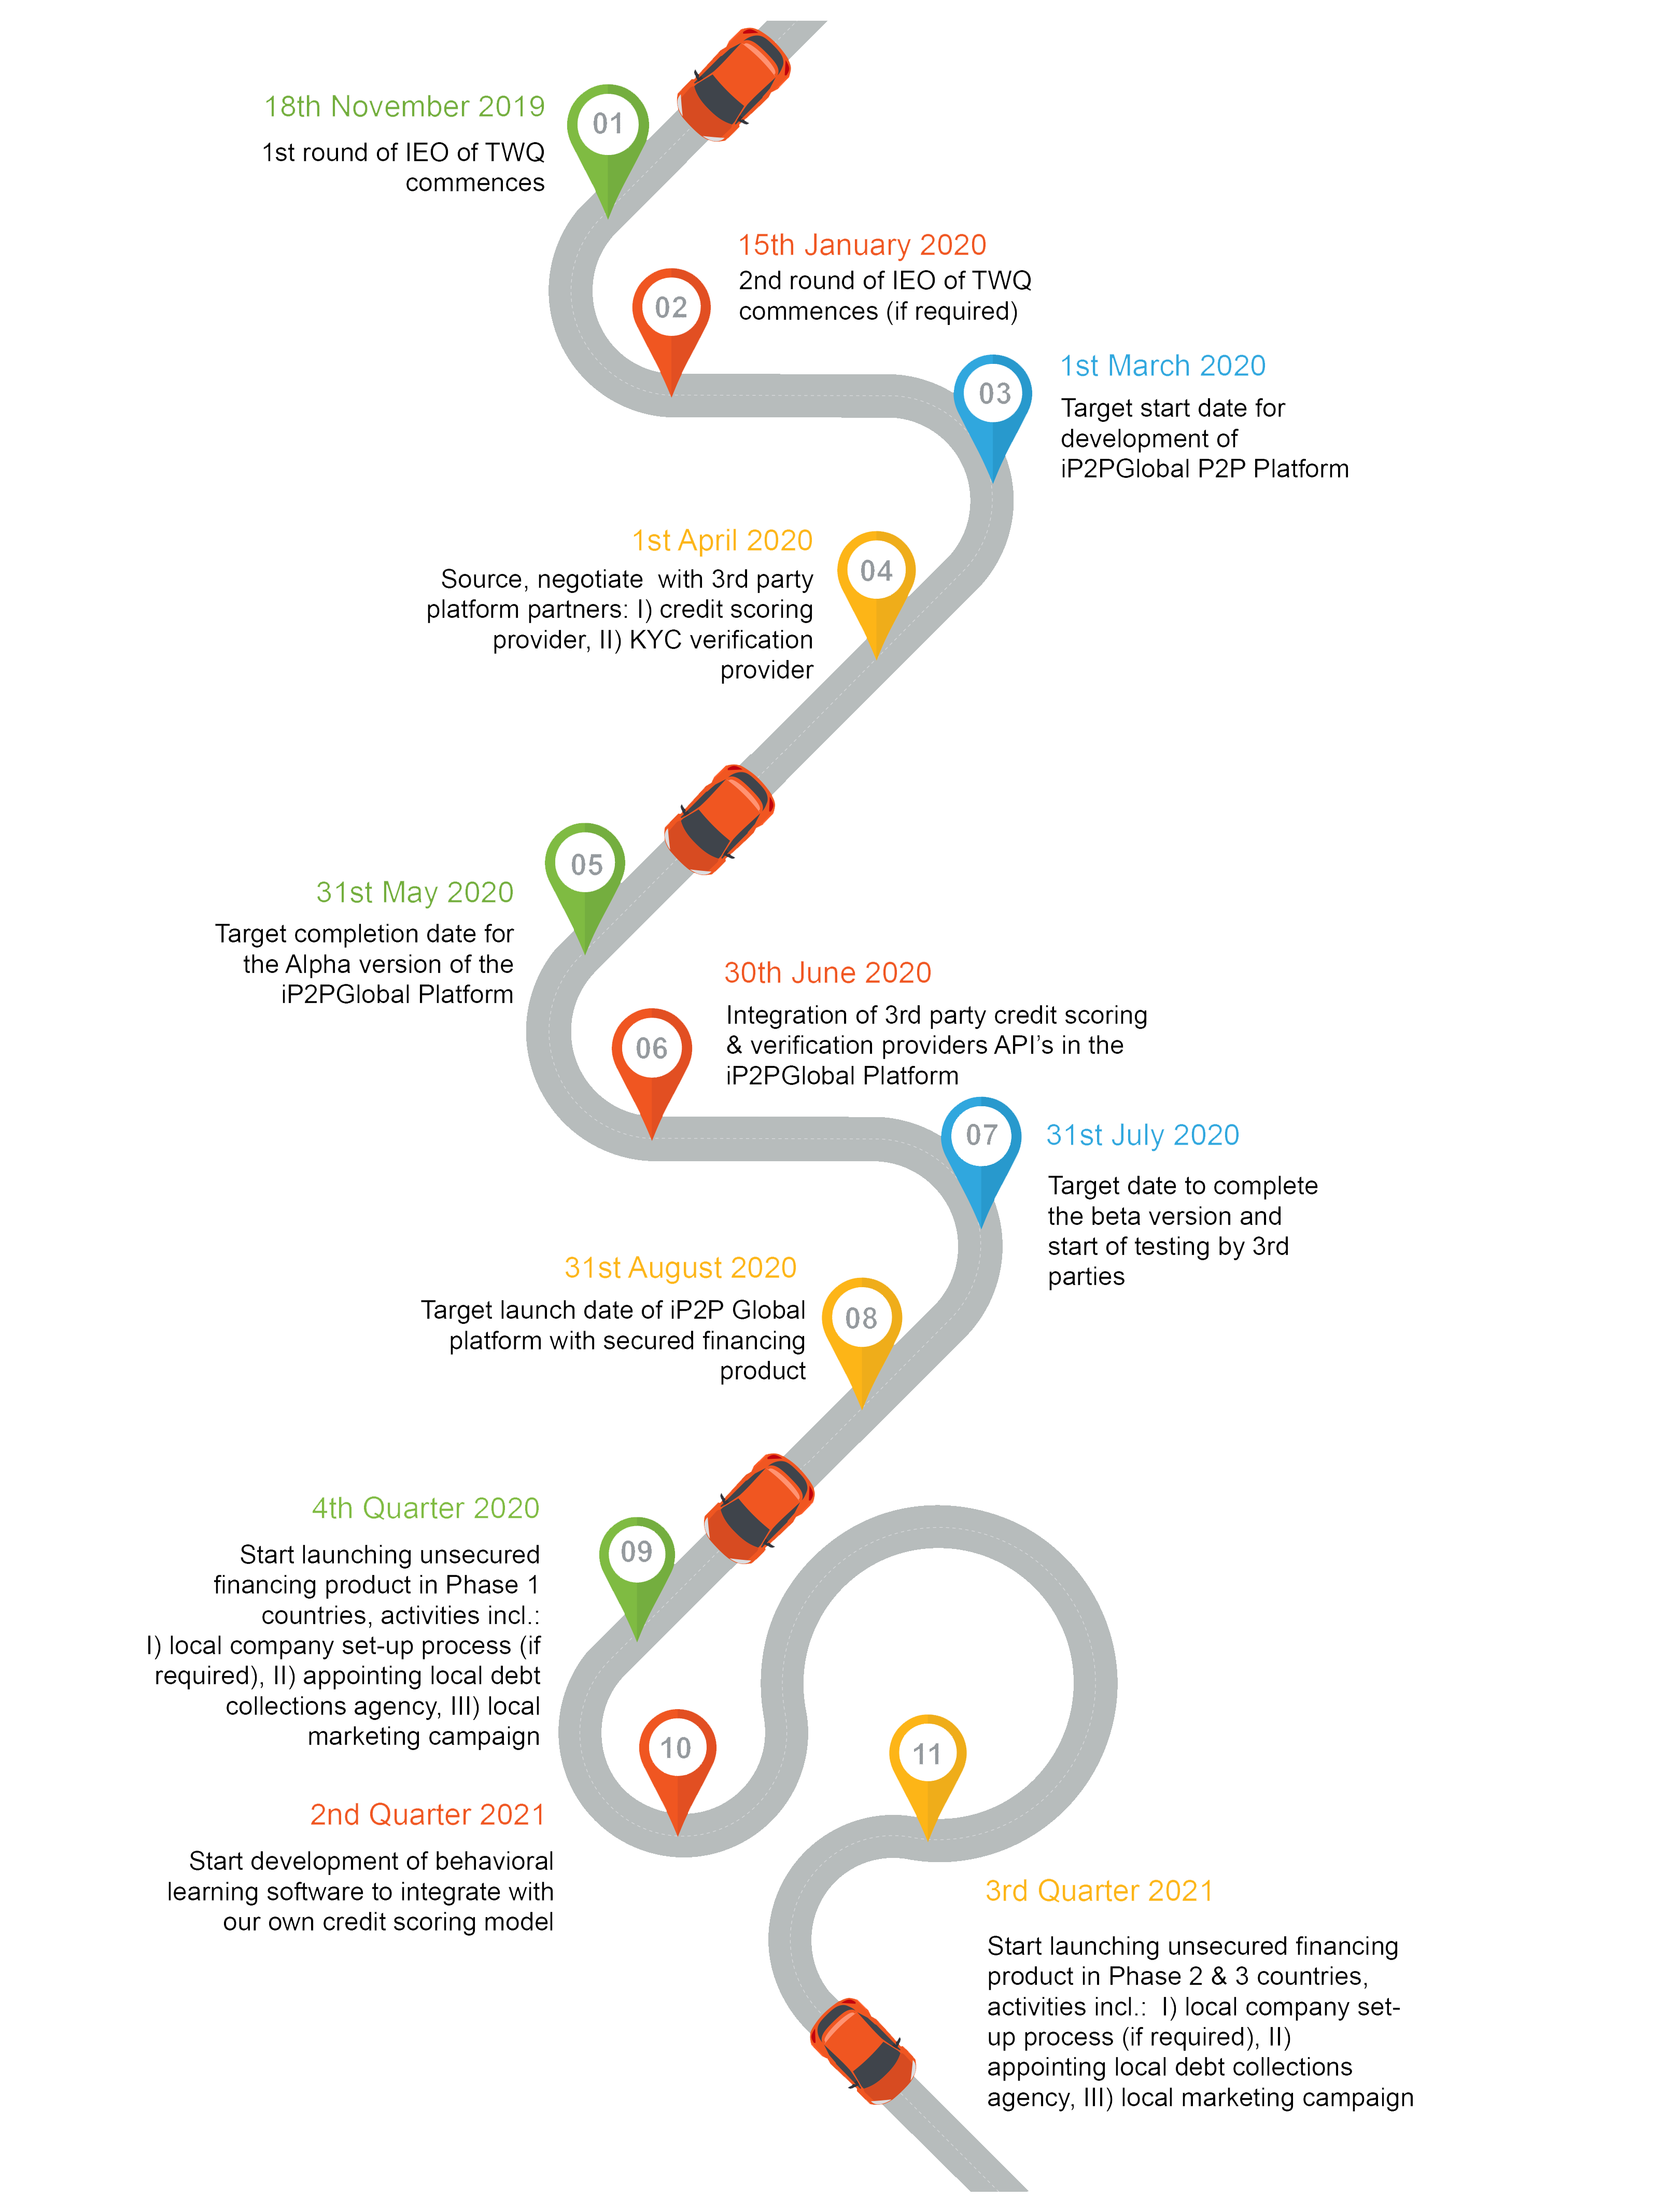 18th November 2019
01
1st round of IEO of TWQ
commences
15th January 2020
02
2nd round of IEO of TWQ
commences (if required)
1st March 2020
03
Target start date for
development of
iP2PGlobal P2P Platform
1st April 2020
04
Source, negotiate  with 3rd party
platform partners: I) credit scoring
provider, II) KYC verification
provider
05
31st May 2020
Target completion date for
the Alpha version of the
iP2PGlobal Platform
30th June 2020
06
Integration of 3rd party credit scoring
& verification providers API's in the
iP2PGlobal Platform
07
31st July 2020
Target date to complete
the beta version and
start of testing by 3rd
parties
31st August 2020
08
Target launch date of iP2P Global
platform with secured financing
product
4th Quarter 2020
09
Start launching unsecured
financing product in Phase 1
countries, activities incl.:
I) local company set-up process (if
required), II) appointing local debt
collections agency, III) local
marketing campaign
10
2nd Quarter 2021
Start development of behavioral
learning software to integrate with
our own credit scoring model
11
3rd Quarter 2021
Start launching unsecured financing
product in Phase 2 & 3 countries,
activities incl.:  I) local company set-
up process (if required), II)
appointing local debt collections
agency, III) local marketing campaign